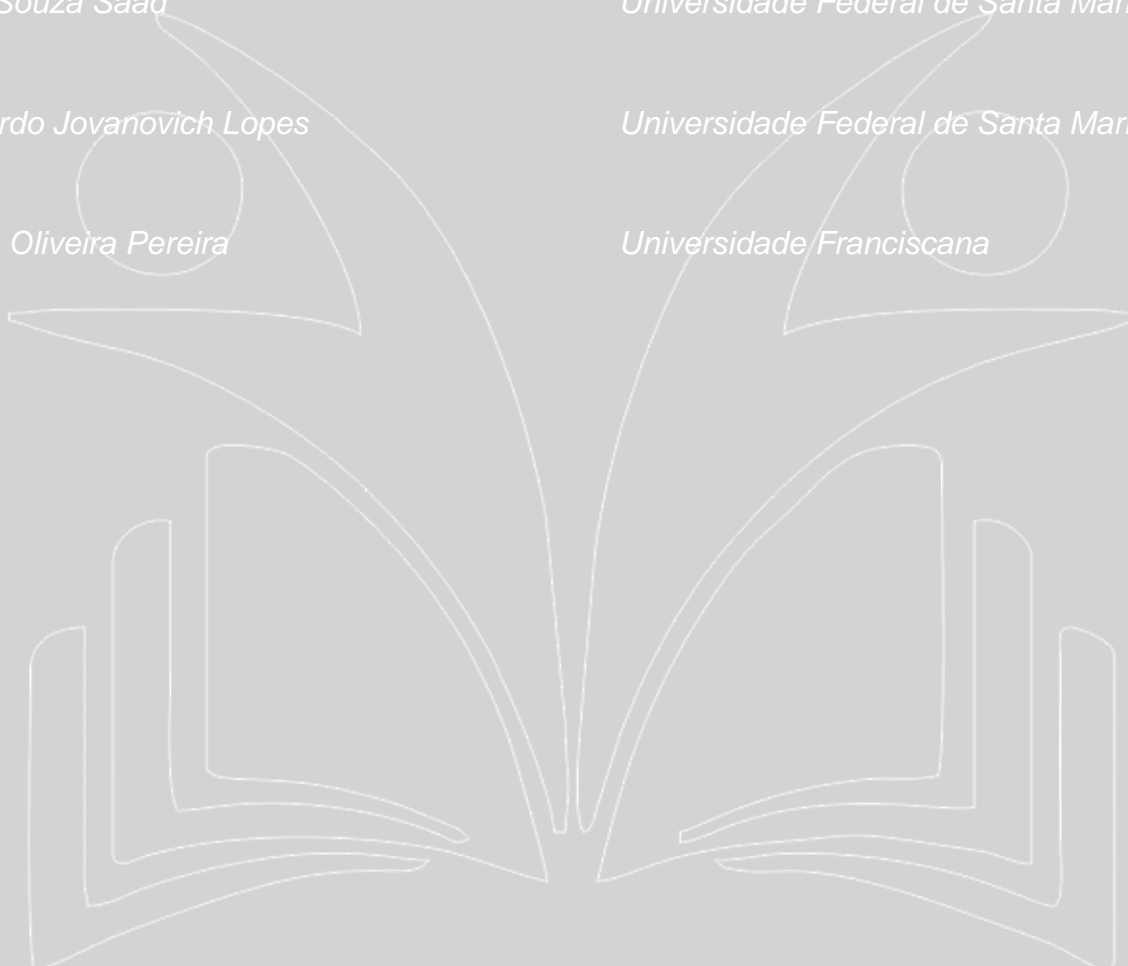 Souza Saad
Universidade Federal de Santa Mar
rdo Jovanovich Lopes
Universidade Federal de Santa Mar
Oliveira Pereira
Universidade Franciscana